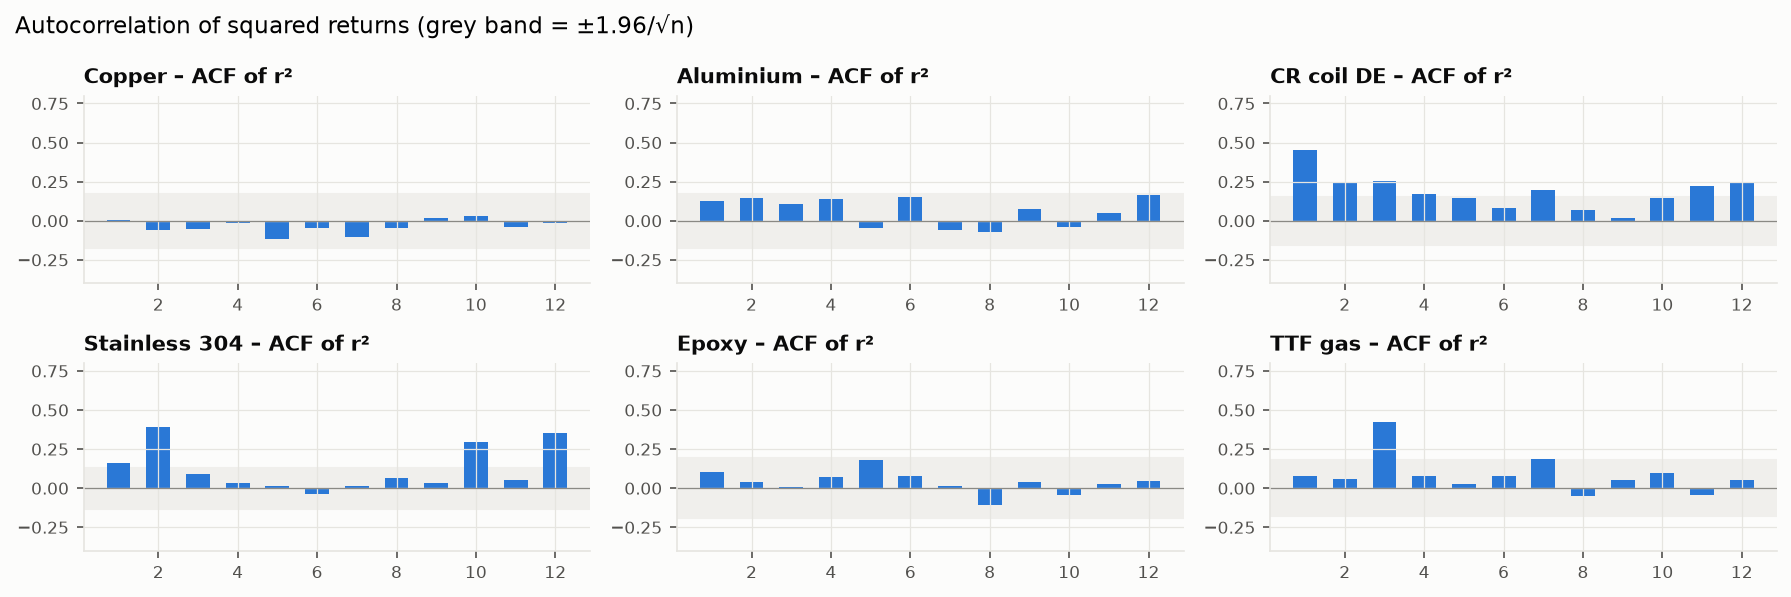 Autocorrelation of squared returns (grey band = ±1.96/√n)
Copper – ACF of r²
0.75
0.50
0.25
0.00
−0.25
2 4 6 8 10 12
Aluminium – ACF of r²
0.75
0.50
0.25
0.00
−0.25
2 4 6 8 10 12
CR coil DE – ACF of r²
0.75
0.50
0.25
0.00
−0.25
2 4 6 8 10 12
Stainless 304 – ACF of r²
0.75
0.50
0.25
0.00
−0.25
2 4 6 8 10 12
Epoxy – ACF of r²
0.75
0.50
0.25
0.00
−0.25
2 4 6 8 10 12
TTF gas – ACF of r²
0.75
0.50
0.25
0.00
−0.25
2 4 6 8 10 12